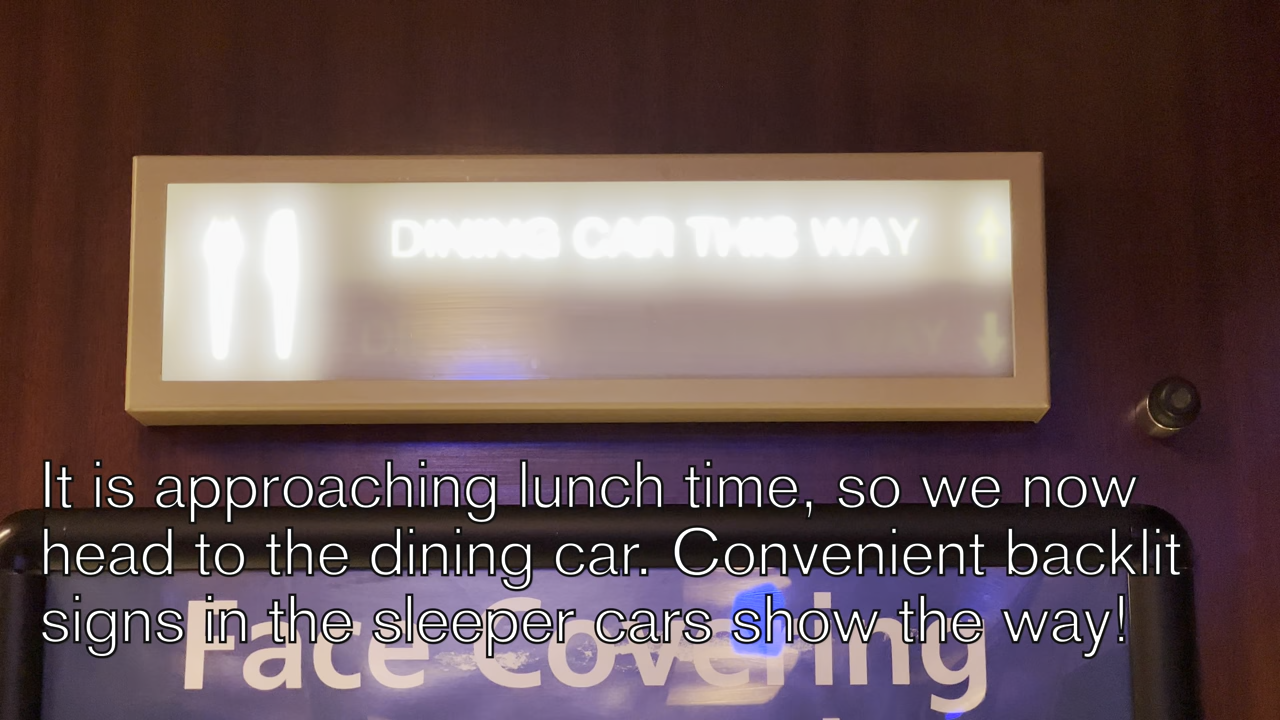 DINING CAR THIS WAY ↑
WAY ↓
It is approaching lunch time, so we now
head to the dining car. Convenient backlit
signs in the sleeper cars show the way!
Face Covering